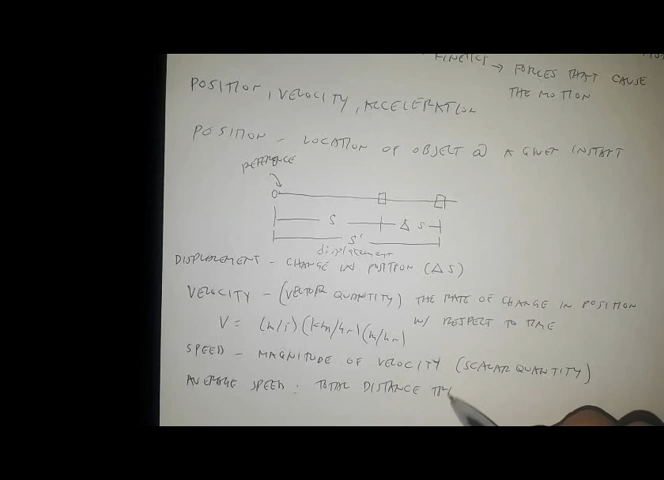 KINETICS → FORCES THAT CAUSE
THE MOTION
POSITION, VELOCITY, ACCELERATION
POSITION - LOCATION OF OBJECT @ A GIVEN INSTANT
REFERENCE
O
S Δ S
S'
displacement
DISPLACEMENT - CHANGE IN POSITION (Δ S)
VELOCITY - (VECTOR QUANTITY) THE RATE OF CHANGE IN POSITION
W/ RESPECT TO TIME
V = (m/s) (km/hr) (m/hr)
SPEED - MAGNITUDE OF VELOCITY (SCALAR QUANTITY)
AVERAGE SPEED : TOTAL DISTANCE